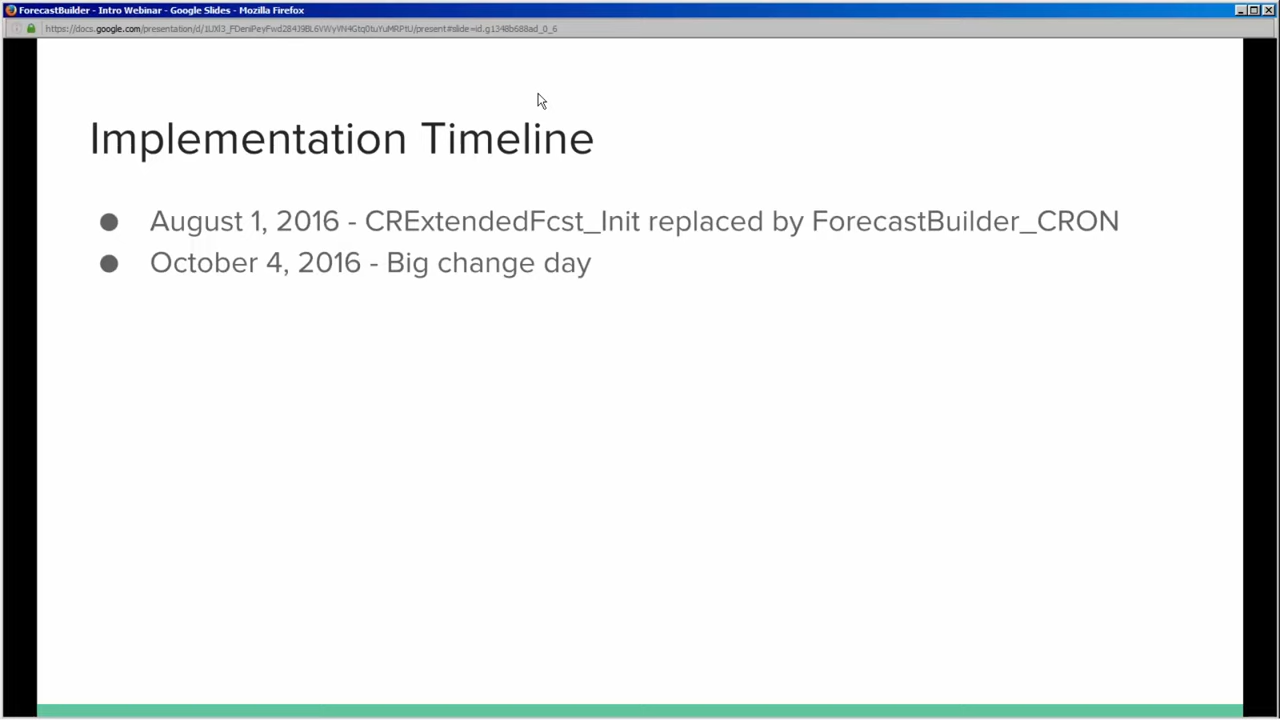 ForecastBuilder - Intro Webinar - Google Slides - Mozilla Firefox
Implementation Timeline
● August 1, 2016 - CRExtendedFcst_Init replaced by ForecastBuilder_CRON
● October 4, 2016 - Big change day